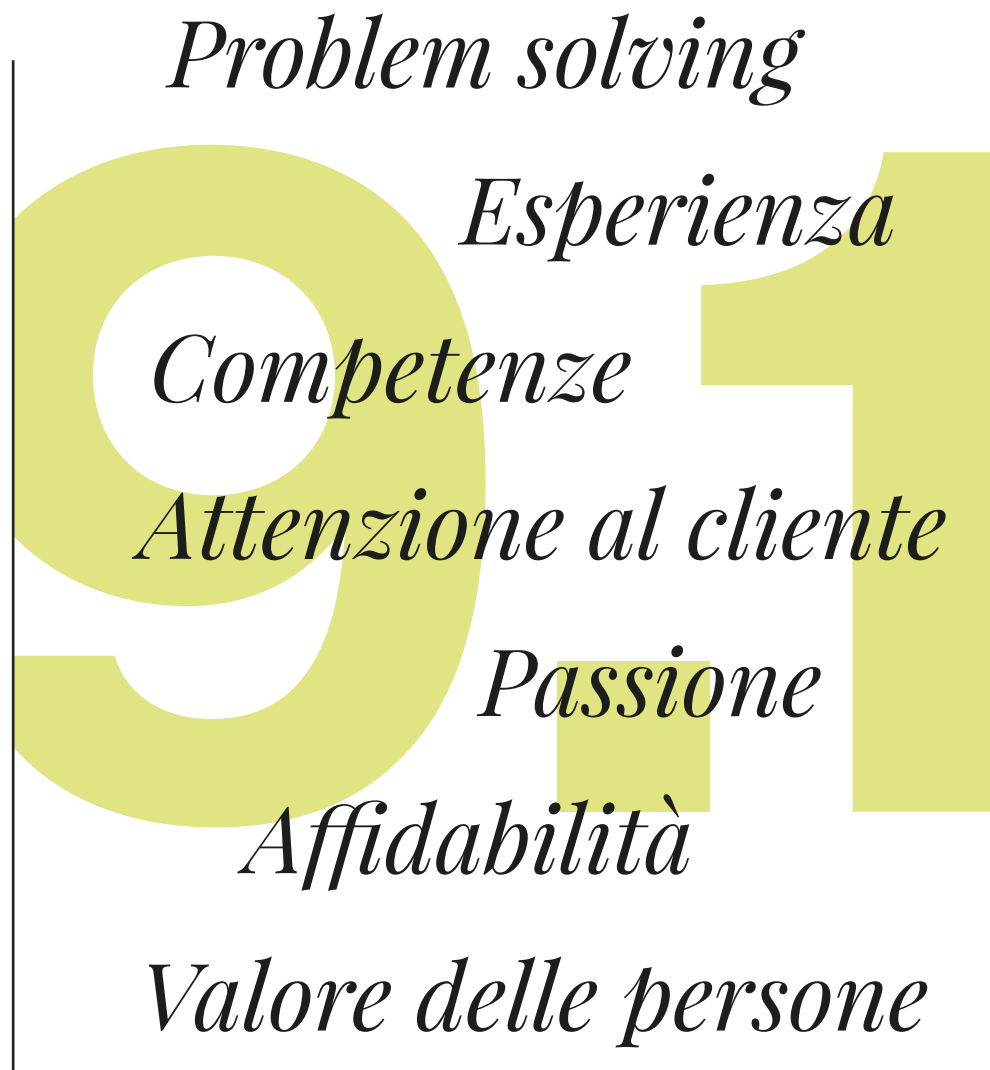 Problem solving
9.1
Esperienza
Competenze
Attenzione al cliente
Passione
Affidabilità
Valore delle persone